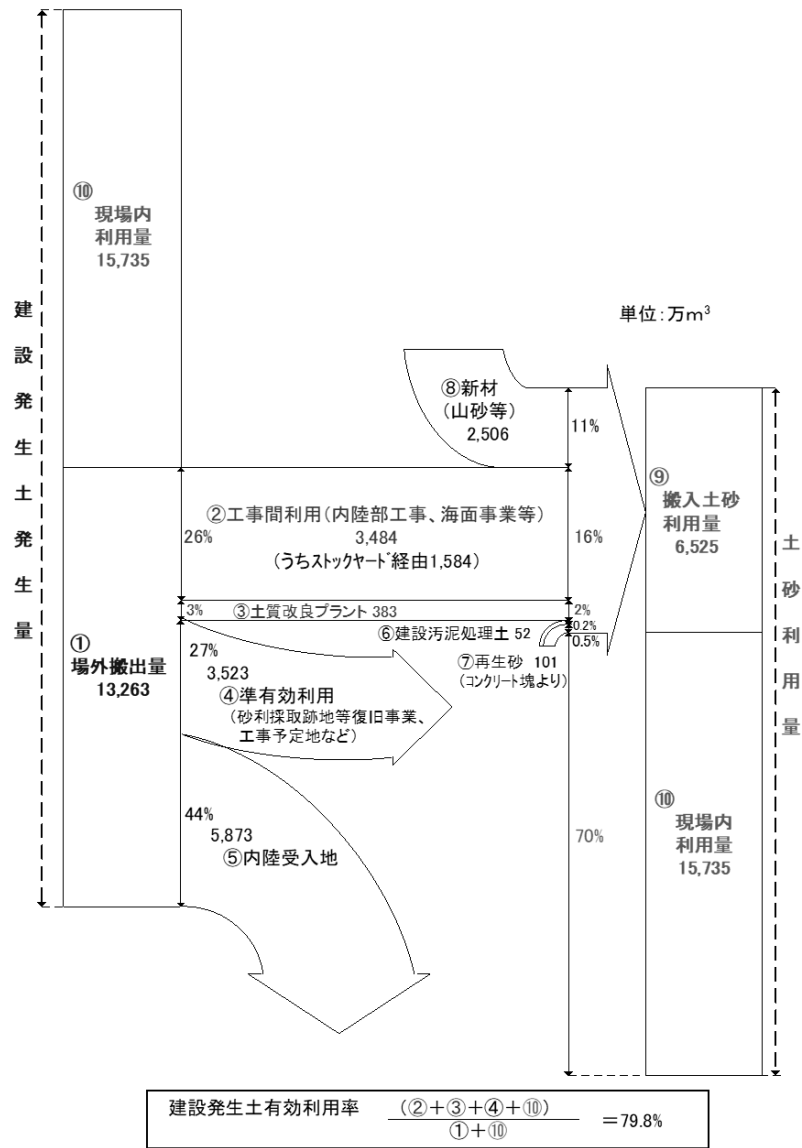 ⑩
現場内
利用量
15,735
建設発生土発生量
単位：万m³
⑧新材
(山砂等)
2,506
11%
⑨
搬入土砂
利用量
6,525
②工事間利用(内陸部工事、海面事業等)
26%
3,484
16%
(うちストックヤード経由1,584)
土砂利用量
3%
③土質改良プラント 383
2%
⑥建設汚泥処理土 52
0.2%
0.5%
①
場外搬出量
13,263
27%
3,523
⑦再生砂 101
(コンクリート塊より)
④準有効利用
(砂利採取跡地等復旧事業、
工事予定地など)
44%
5,873
⑤内陸受入地
70%
⑩
現場内
利用量
15,735
建設発生土有効利用率 (②＋③＋④＋⑩)
①＋⑩
＝79.8%